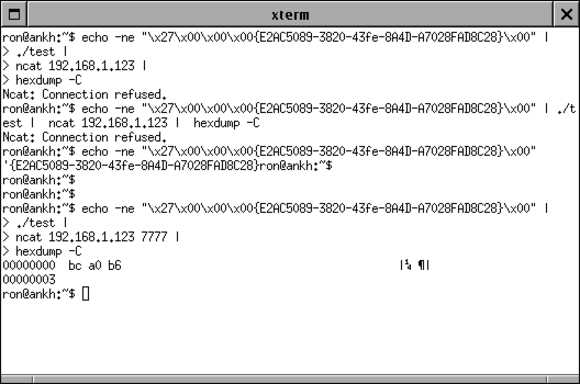 xterm
ron@ankh:~$ echo -ne "\x27\x00\x00\x00{E2AC5089-3820-43fe-8A4D-A7028FAD8C28}\x00" |
> ./test |
> ncat 192.168.1.123 |
> hexdump -C
Ncat: Connection refused.
ron@ankh:~$ echo -ne "\x27\x00\x00\x00{E2AC5089-3820-43fe-8A4D-A7028FAD8C28}\x00" | ./t
est |  ncat 192.168.1.123 |  hexdump -C
Ncat: Connection refused.
ron@ankh:~$ echo -ne "\x27\x00\x00\x00{E2AC5089-3820-43fe-8A4D-A7028FAD8C28}\x00"
'{E2AC5089-3820-43fe-8A4D-A7028FAD8C28}ron@ankh:~$
ron@ankh:~$
ron@ankh:~$
ron@ankh:~$ echo -ne "\x27\x00\x00\x00{E2AC5089-3820-43fe-8A4D-A7028FAD8C28}\x00" |
> ./test |
> ncat 192.168.1.123 7777 |
> hexdump -C
00000000  bc a0 b6                                          |¼ ¶|
00000003
ron@ankh:~$